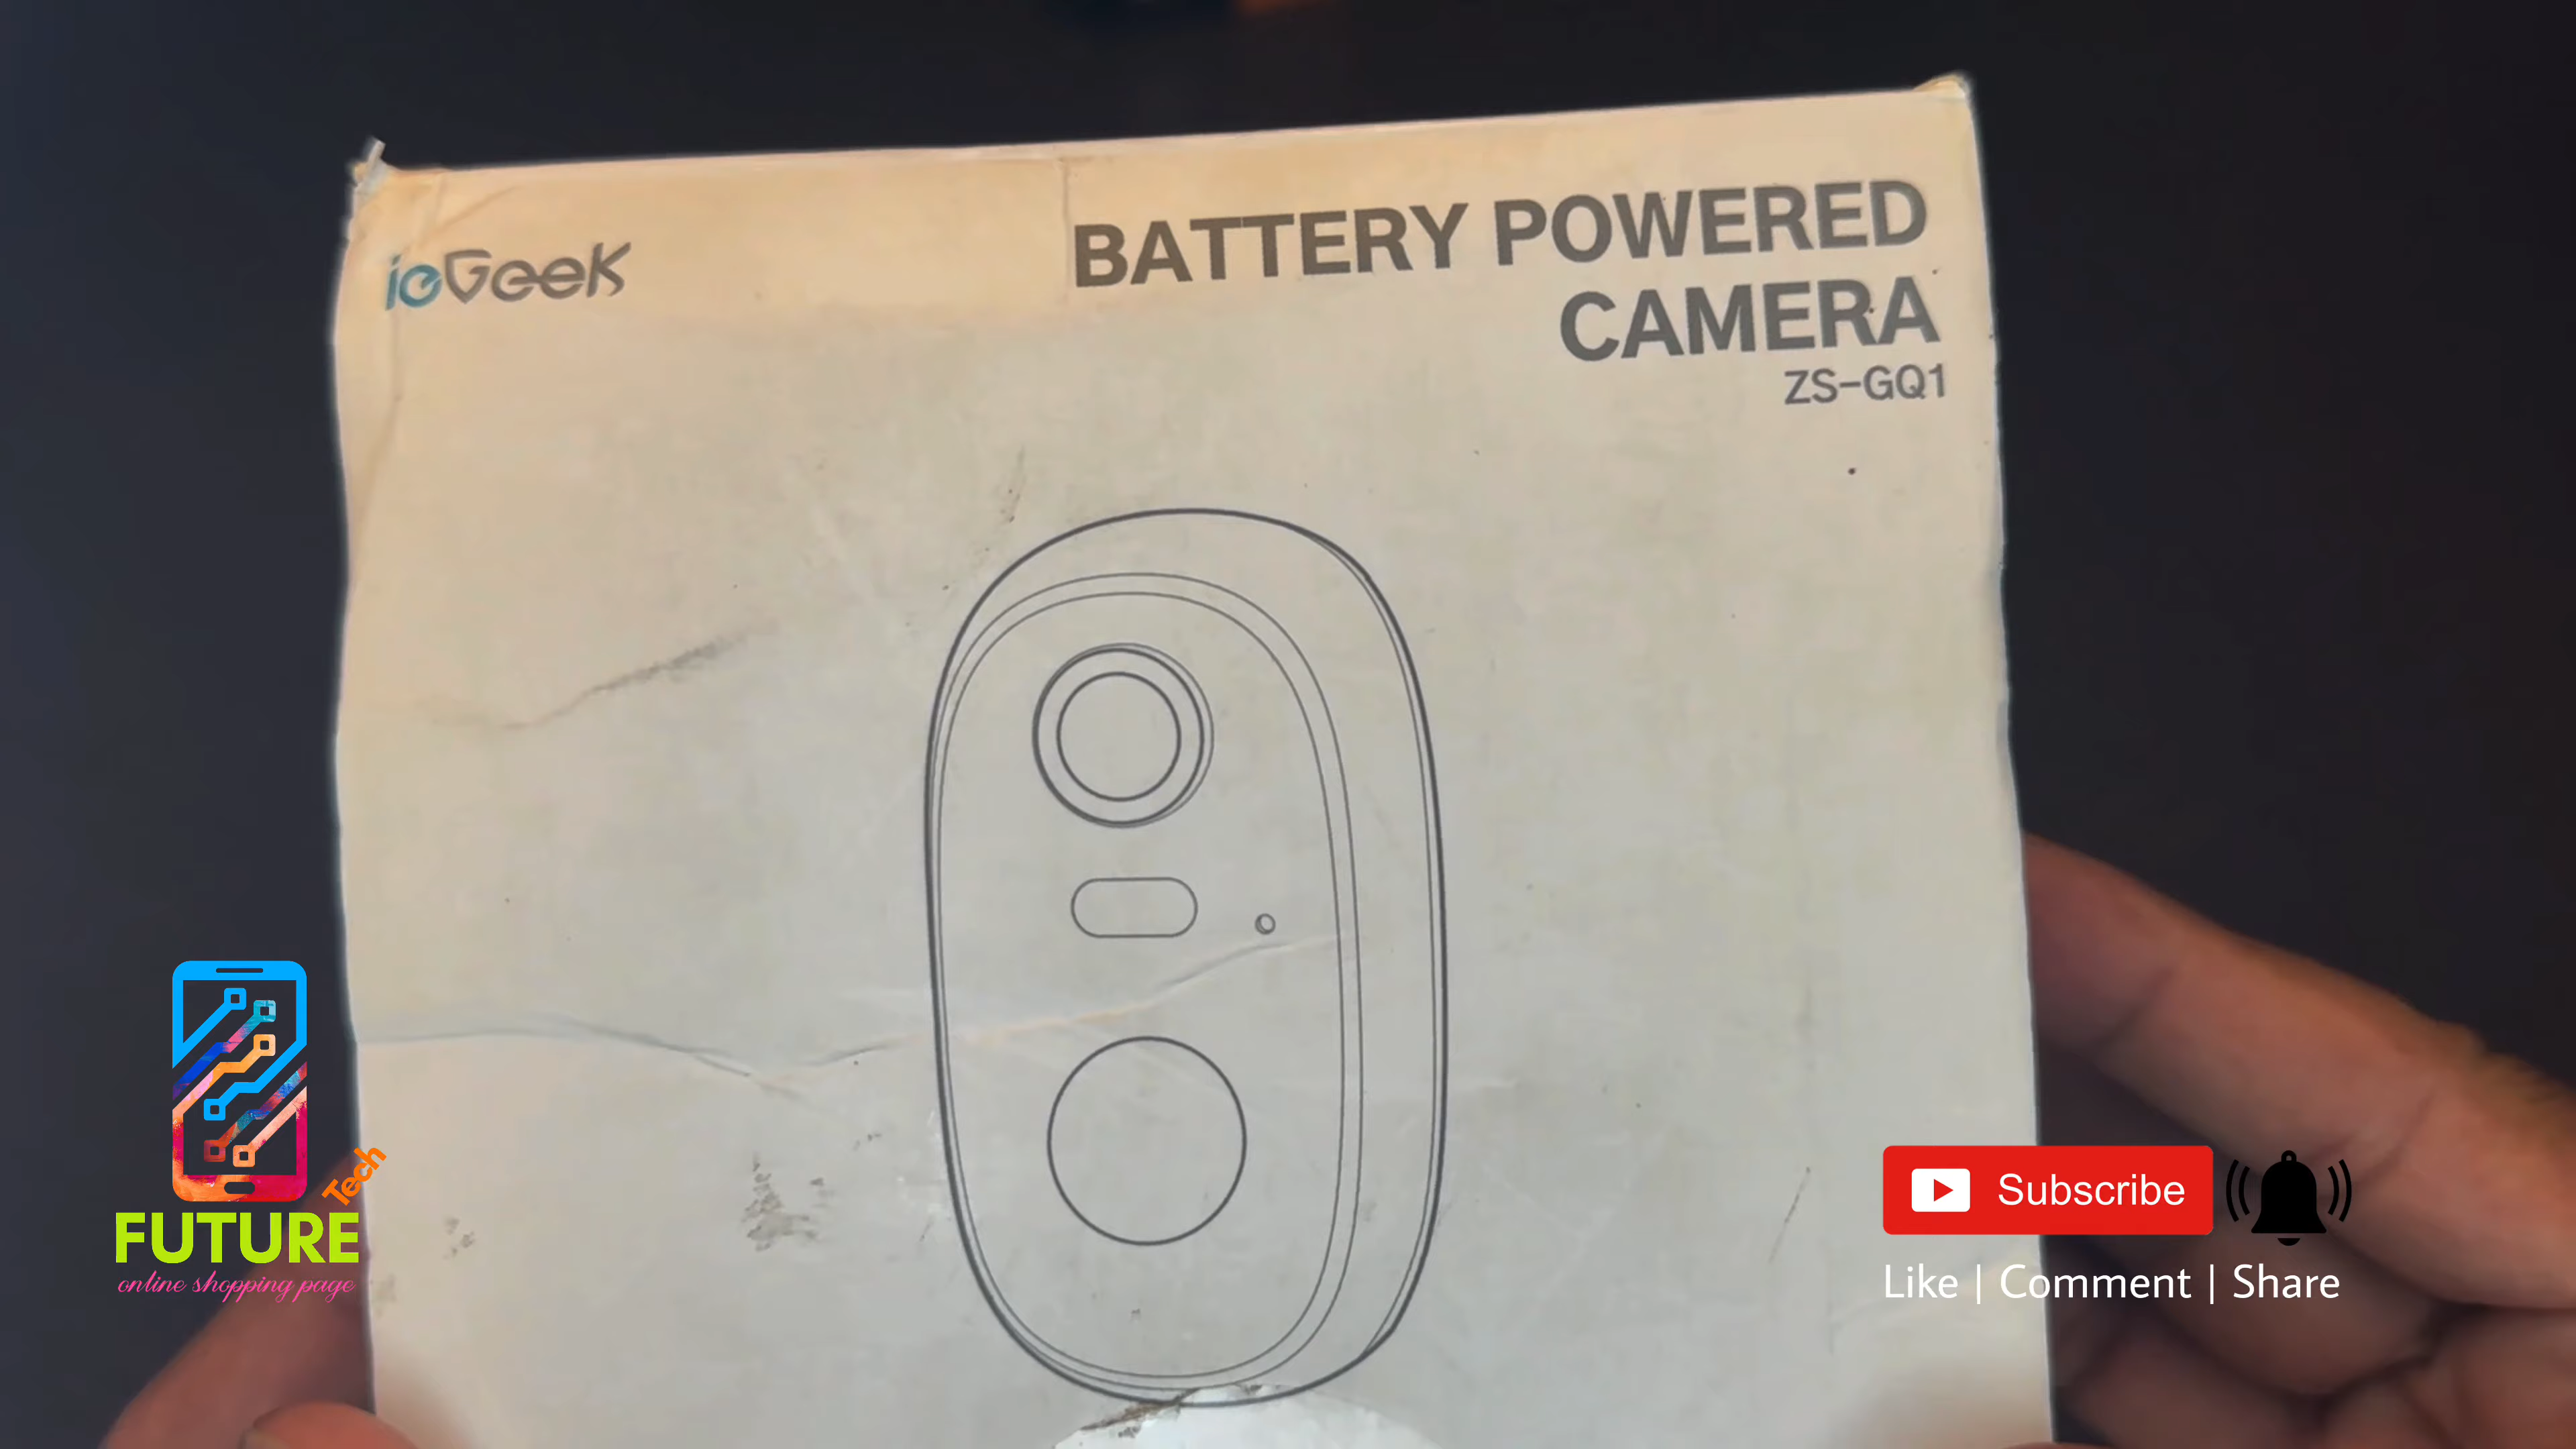 ieGeek
BATTERY POWERED
CAMERA
ZS-GQ1
Tech
FUTURE
online shopping page
Subscribe
Like | Comment | Share